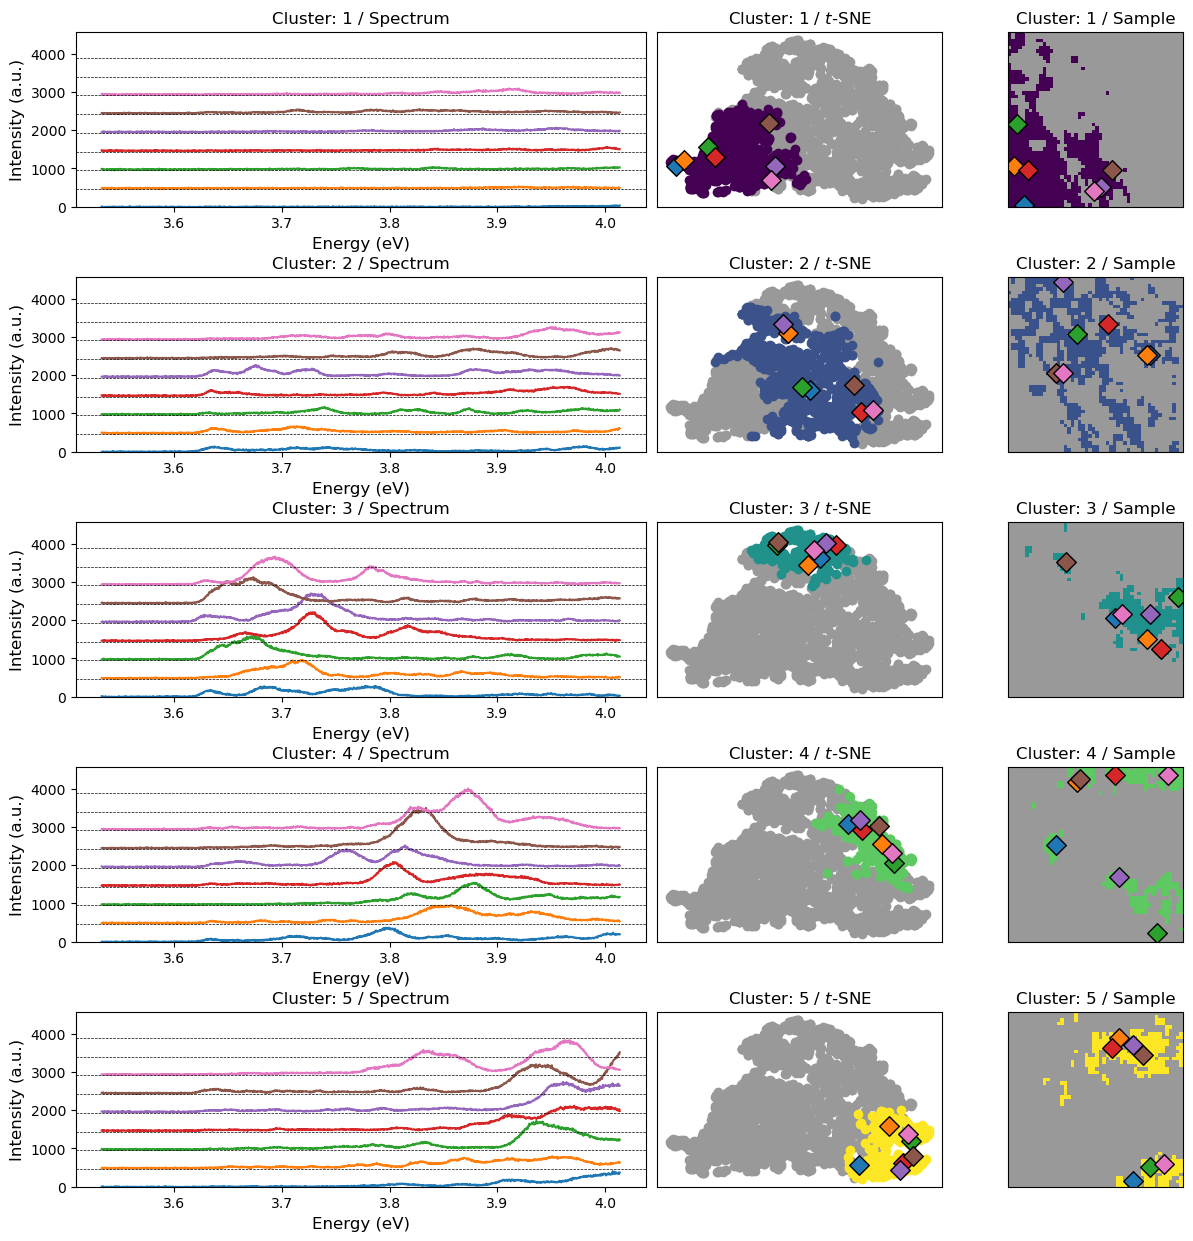 Cluster: 1 / Spectrum
Cluster: 1 / t-SNE
Cluster: 1 / Sample
Intensity (a.u.)
4000
3000
2000
1000
0
3.6 3.7 3.8 3.9 4.0
Energy (eV)
Cluster: 2 / Spectrum
Cluster: 2 / t-SNE
Cluster: 2 / Sample
Intensity (a.u.)
4000
3000
2000
1000
0
3.6 3.7 3.8 3.9 4.0
Energy (eV)
Cluster: 3 / Spectrum
Cluster: 3 / t-SNE
Cluster: 3 / Sample
Intensity (a.u.)
4000
3000
2000
1000
0
3.6 3.7 3.8 3.9 4.0
Energy (eV)
Cluster: 4 / Spectrum
Cluster: 4 / t-SNE
Cluster: 4 / Sample
Intensity (a.u.)
4000
3000
2000
1000
0
3.6 3.7 3.8 3.9 4.0
Energy (eV)
Cluster: 5 / Spectrum
Cluster: 5 / t-SNE
Cluster: 5 / Sample
Intensity (a.u.)
4000
3000
2000
1000
0
3.6 3.7 3.8 3.9 4.0
Energy (eV)